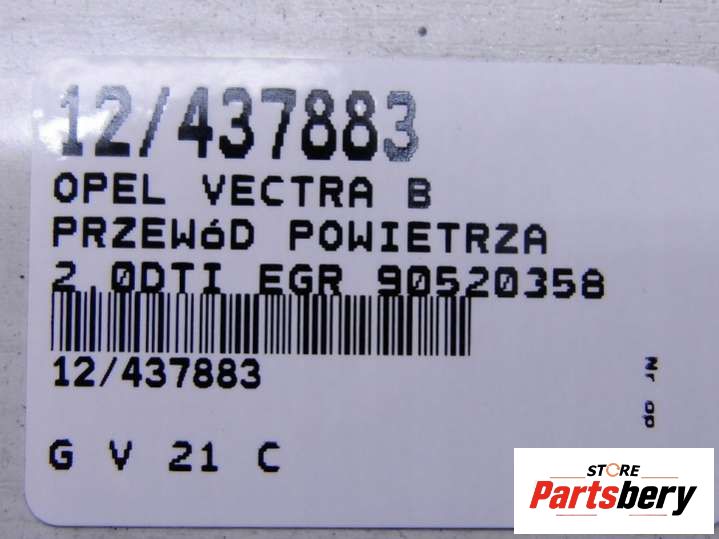 12/437883
OPEL VECTRA B
PRZEWóD POWIETRZA
2.0DTI EGR 90520358
12/437883
Nr op
G V 21 C
STORE
Partsbery